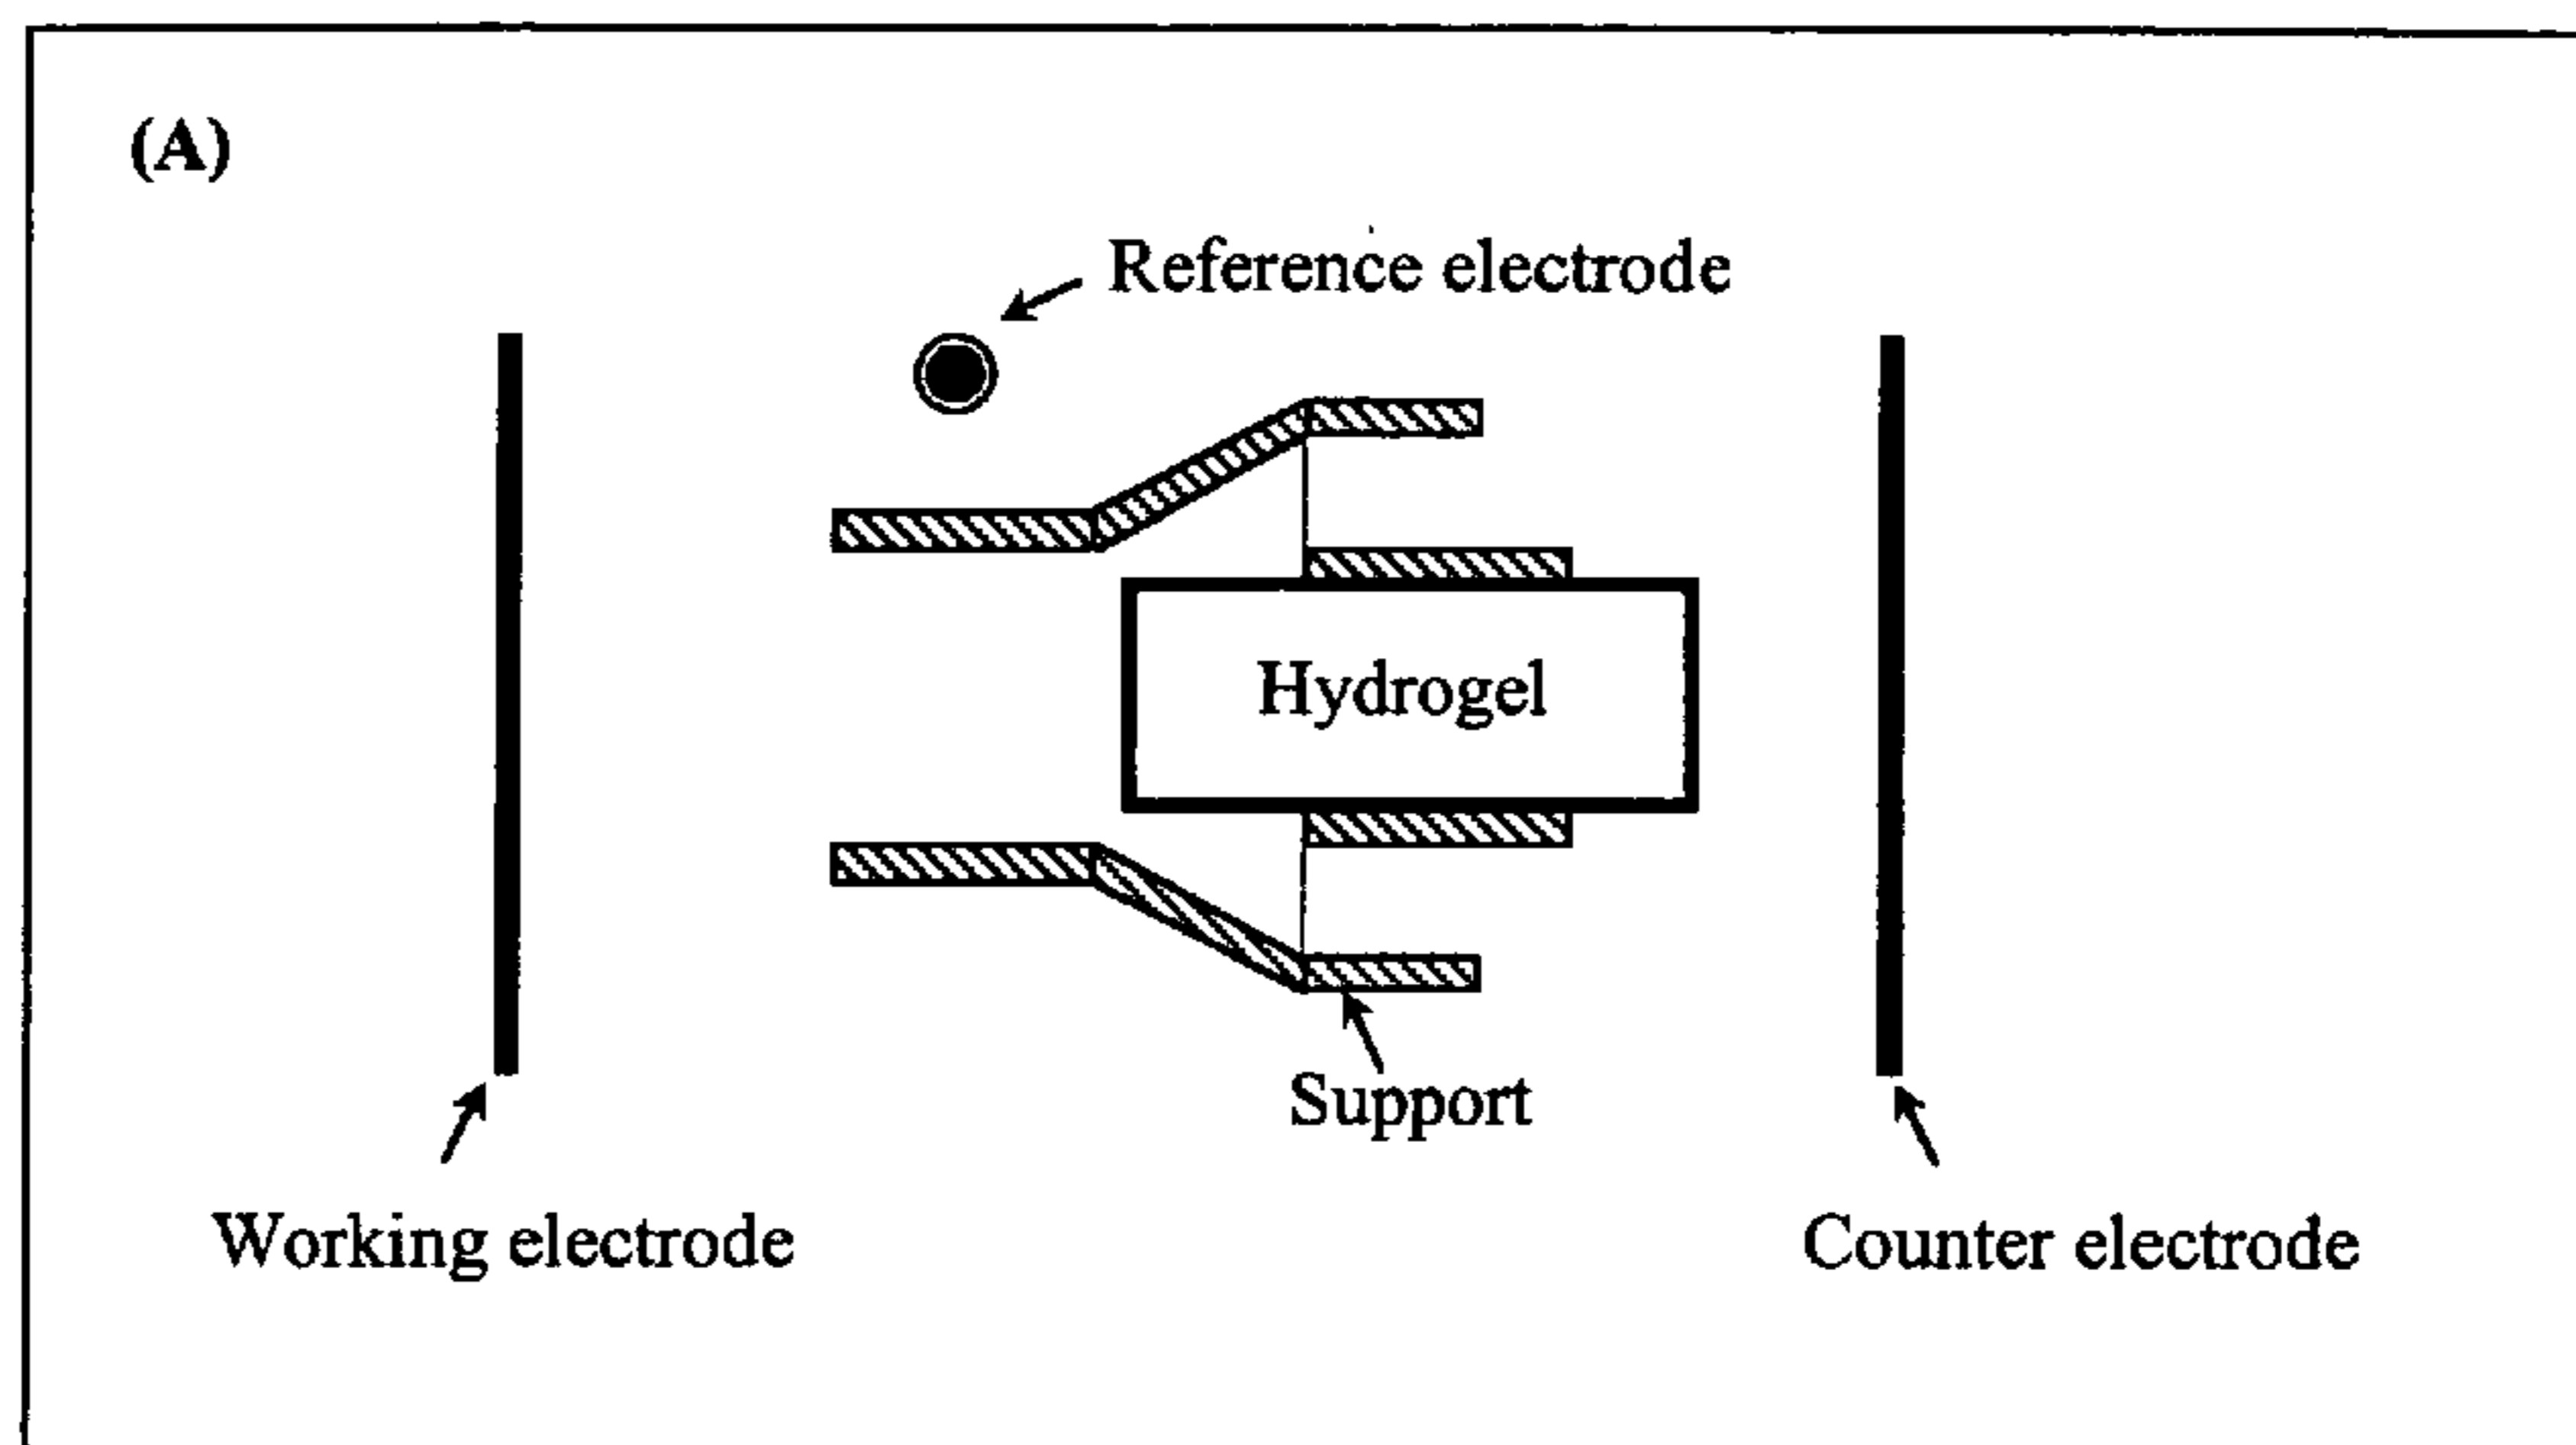 (A)
Reference electrode
Hydrogel
Support
Working electrode
Counter electrode